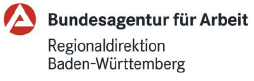 Bundesagentur für Arbeit
Regionaldirektion
Baden-Württemberg